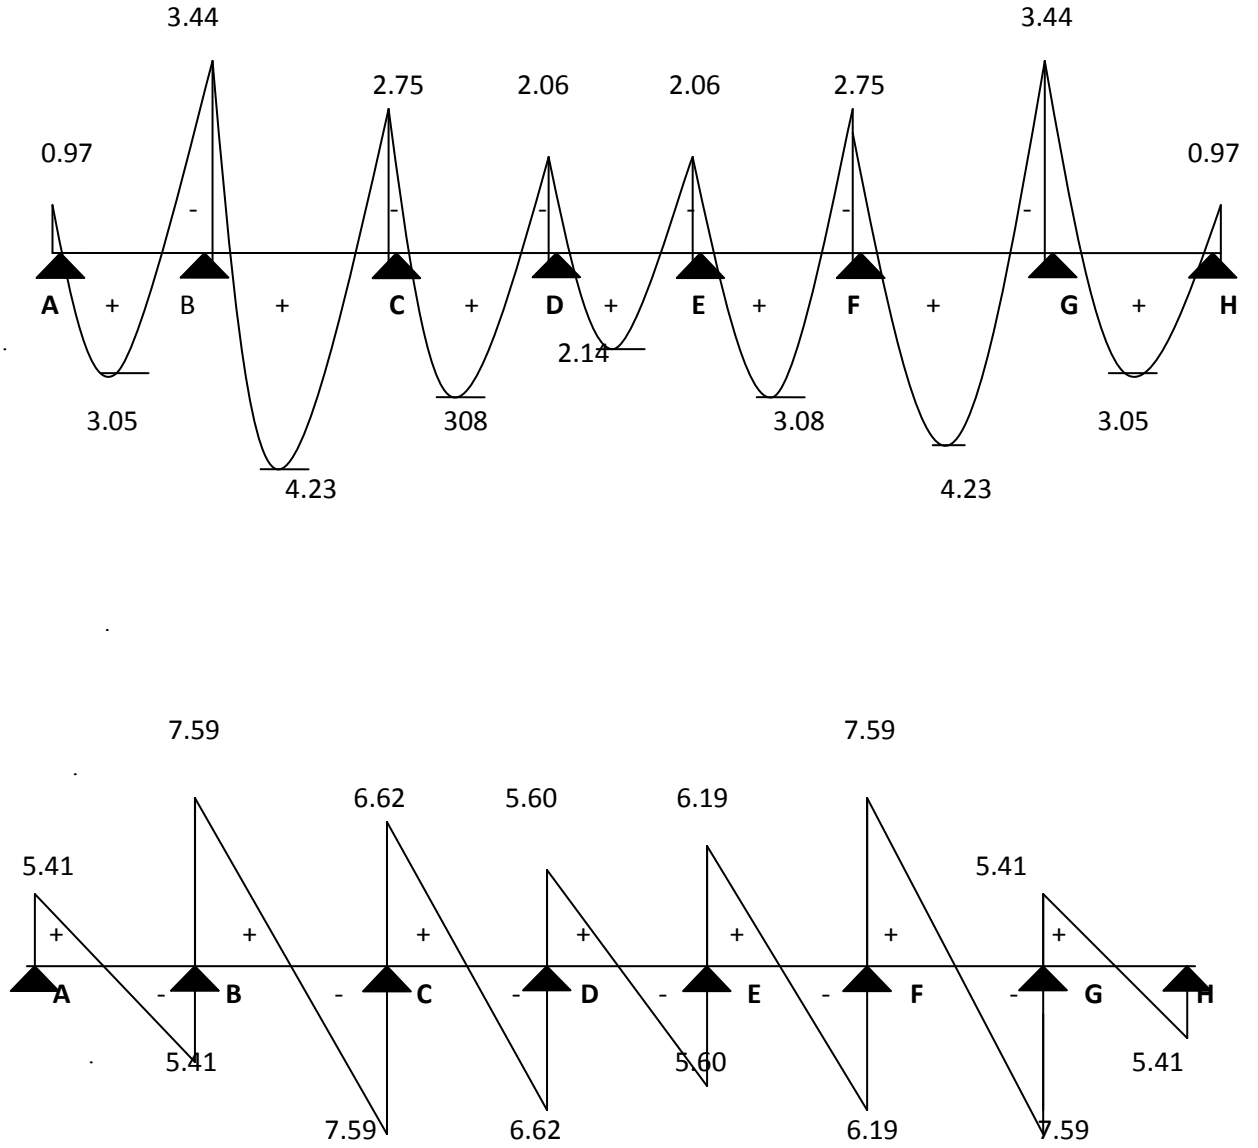 3.44 3.44
2.75 2.06 2.06 2.75
0.97 0.97
- - - - - -
A B C D E F G H
+ + + + + + +
2.14
3.05 308 3.08 3.05
4.23 4.23
7.59 7.59
6.62 5.60 6.19
5.41 5.41
+ + + + + + +
A - B - C - D - E - F - G H
5.41 5.60 5.41
7.59 6.62 6.19 7.59